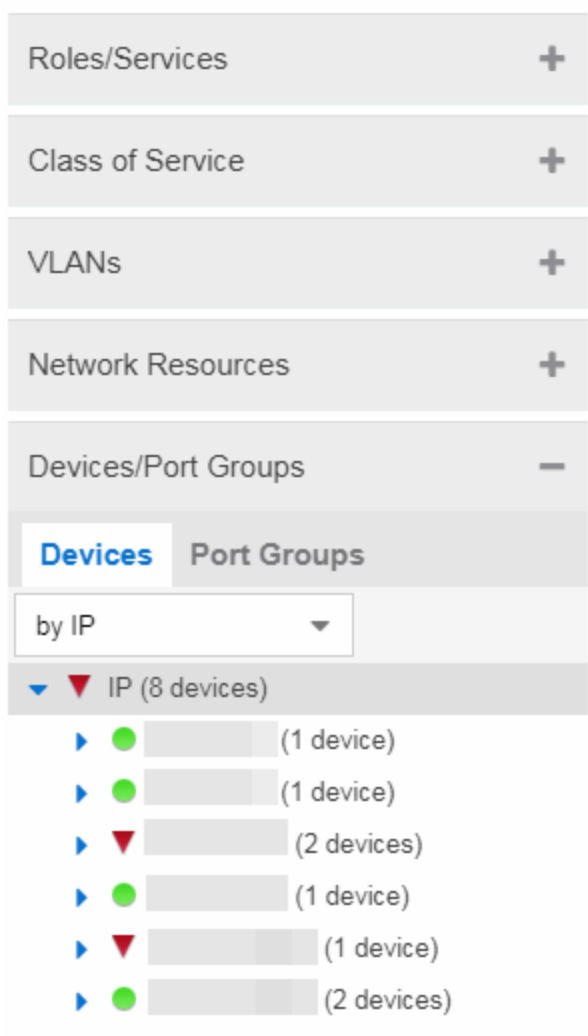 Roles/Services
Class of Service
VLANs
Network Resources
Devices/Port Groups
Devices Port Groups
by IP
IP (8 devices)
(1 device)
(1 device)
(2 devices)
(1 device)
(1 device)
(2 devices)